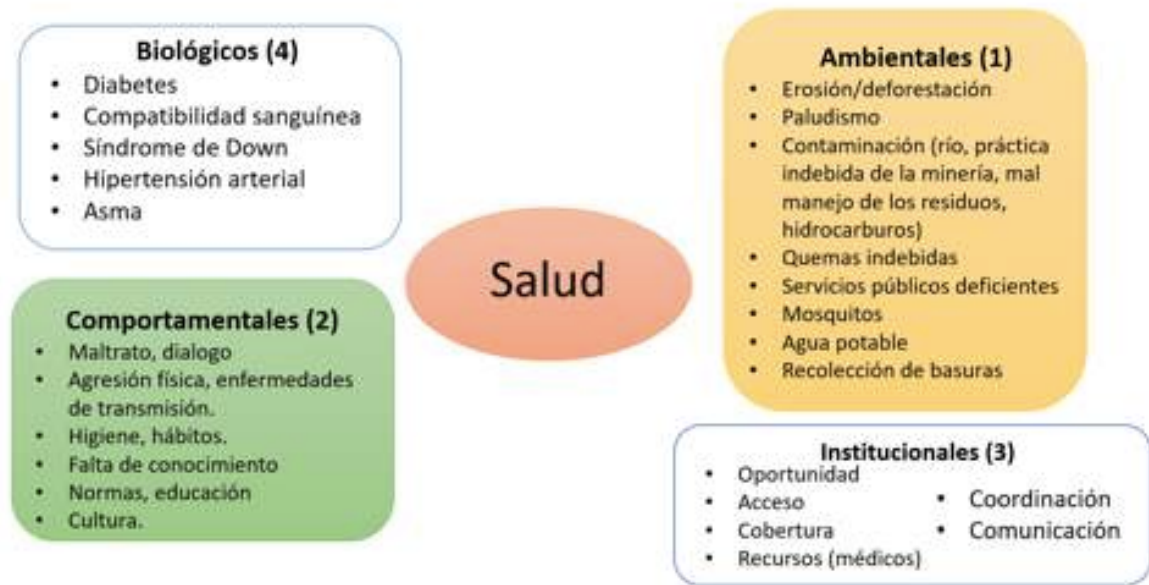 Biológicos (4)
• Diabetes
• Compatibilidad sanguínea
• Síndrome de Down
• Hipertensión arterial
• Asma
Ambientales (1)
• Erosión/deforestación
• Paludismo
• Contaminación (río, práctica
indebida de la minería, mal
manejo de los residuos,
hidrocarburos)
• Quemas indebidas
• Servicios públicos deficientes
• Mosquitos
• Agua potable
• Recolección de basuras
Salud
Comportamentales (2)
• Maltrato, dialogo
• Agresión física, enfermedades
de transmisión.
• Higiene, hábitos.
• Falta de conocimiento
• Normas, educación
• Cultura.
Institucionales (3)
• Oportunidad
• Acceso
• Cobertura
• Recursos (médicos)
• Coordinación
• Comunicación